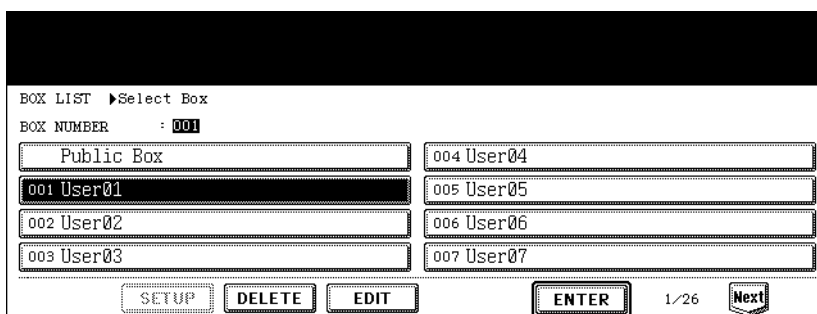 BOX LIST ▶Select Box
BOX NUMBER : 001
Public Box
001 User01
002 User02
003 User03
004 User04
005 User05
006 User06
007 User07
SETUP DELETE EDIT ENTER 1/26 Next